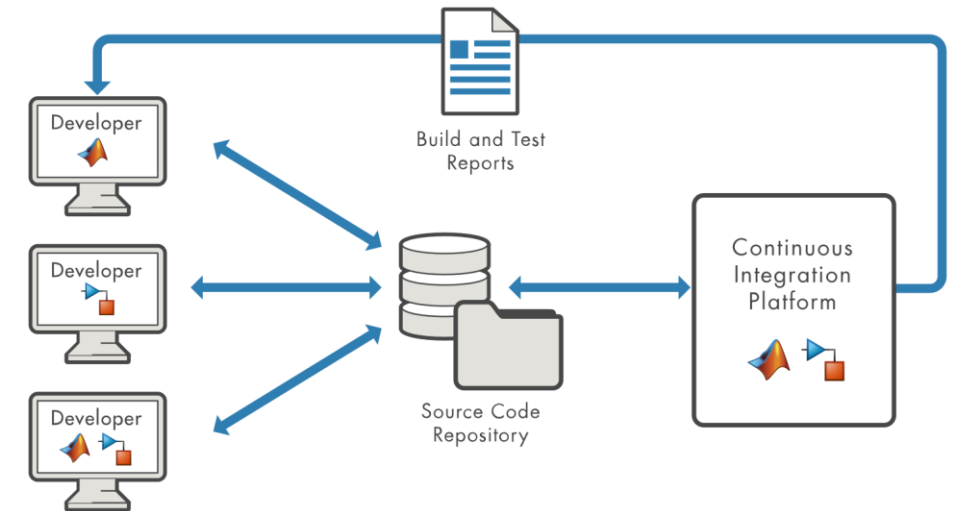 Developer
Build and Test
Reports
Developer
Developer
Source Code
Repository
Continuous
Integration
Platform